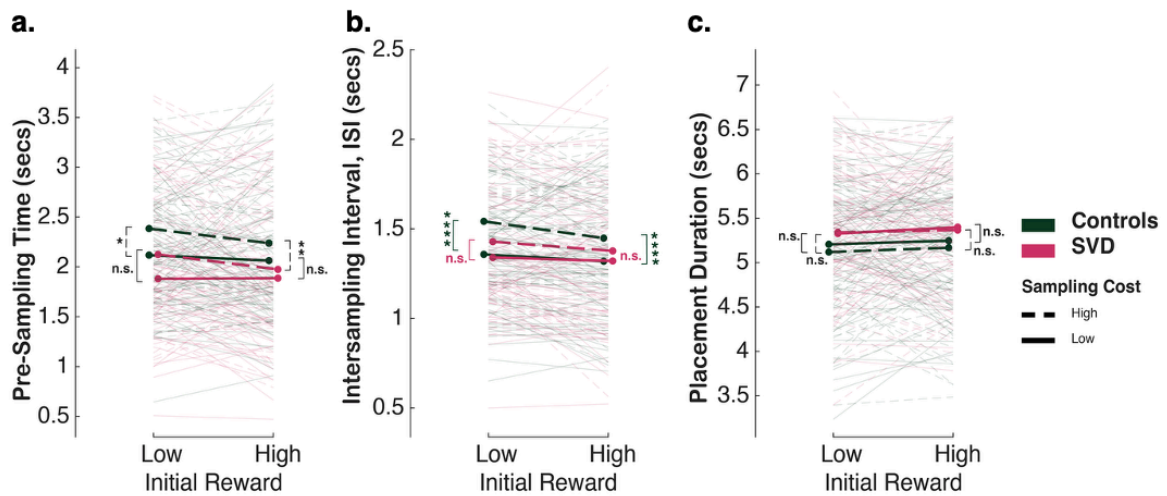 a.
Pre-Sampling Time (secs)
4
3.5
3
2.5
2
1.5
1
0.5
*
n.s.
**
n.s.
Low
High
Initial Reward
b.
Intersampling Interval, ISI (secs)
2.5
2
1.5
1
0.5
****
n.s.
n.s.
****
Low
High
Initial Reward
c.
Placement Duration (secs)
7
6.5
6
5.5
5
4.5
4
3.5
n.s.
n.s.
n.s.
n.s.
Low
High
Initial Reward
Controls
SVD
Sampling Cost
High
Low